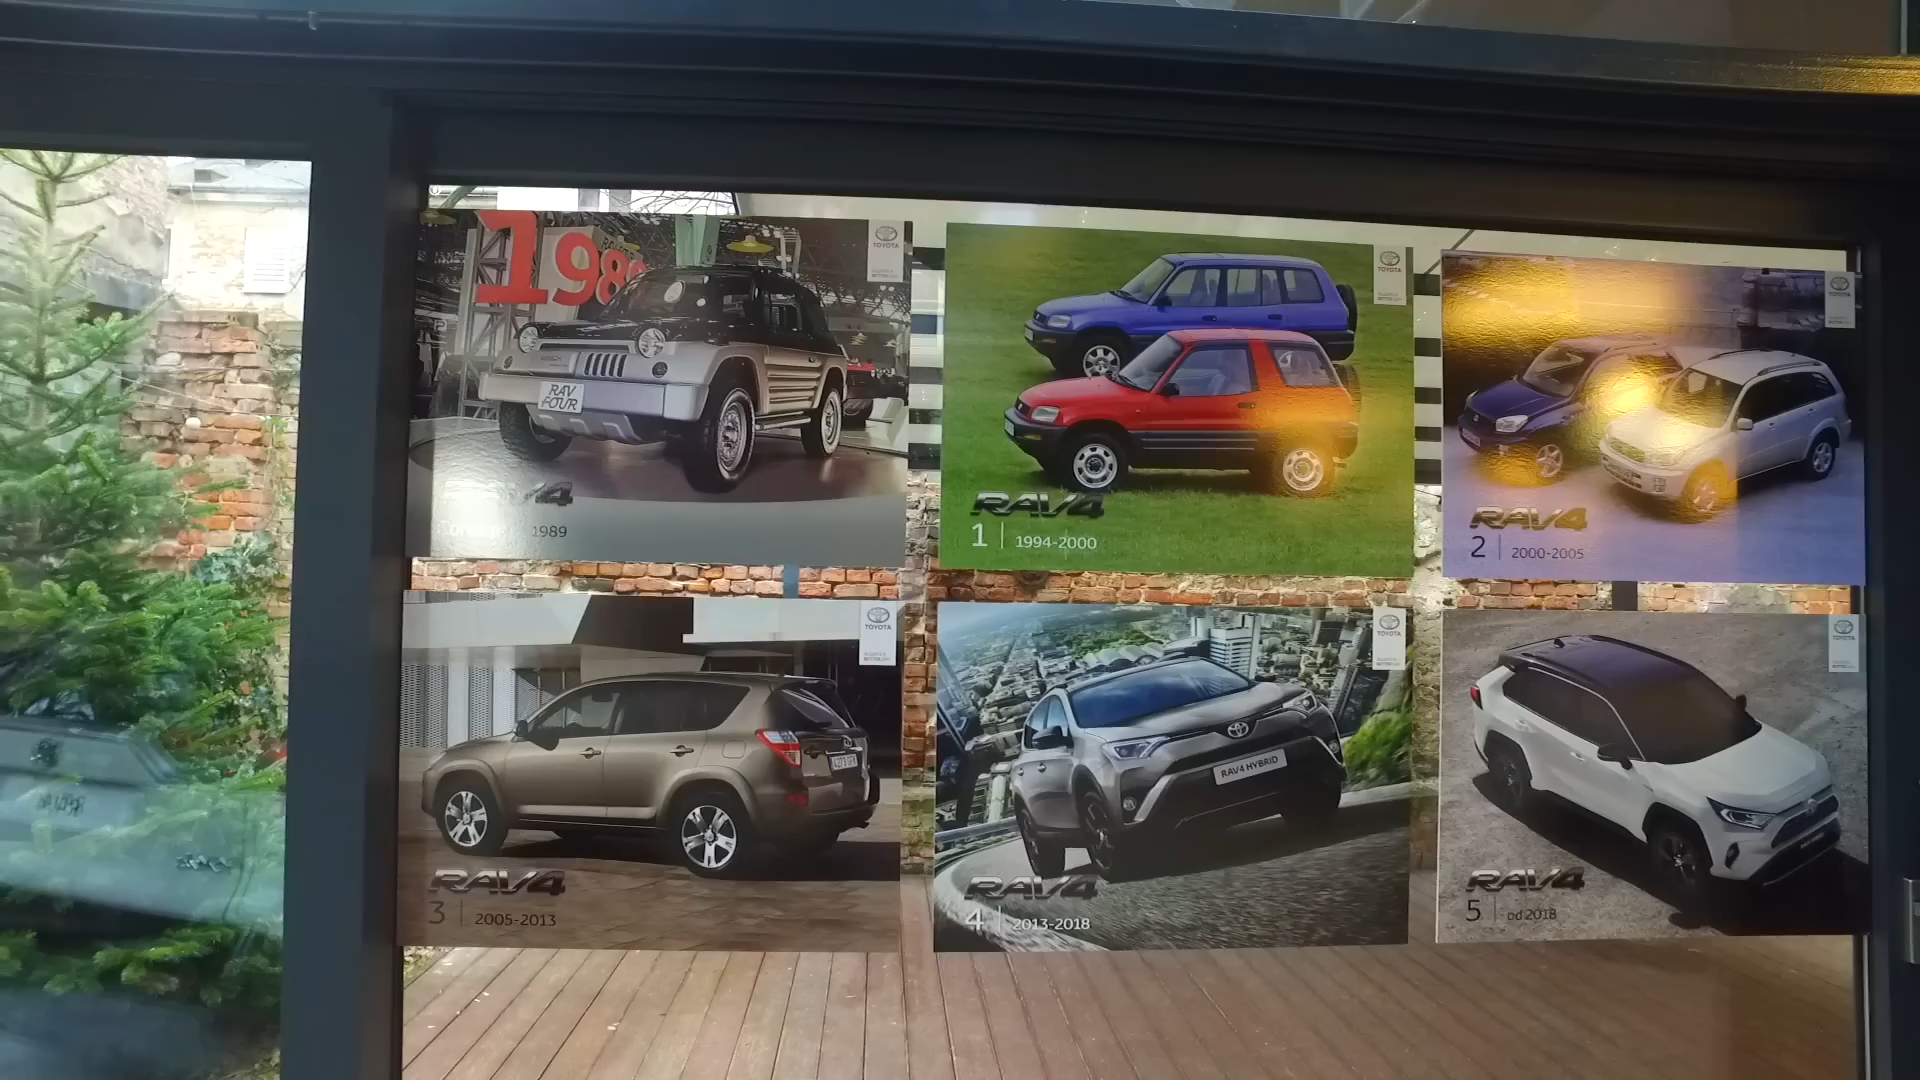 1989
TOYOTA
RAV
FOUR
1989
TOYOTA
RAV4
1 | 1994-2000
TOYOTA
RAV4
2 | 2000-2005
TOYOTA
RAV4
3 | 2005-2013
TOYOTA
RAV4 HYBRID
RAV4
4 | 2013-2018
TOYOTA
RAV4
5 | od 2018